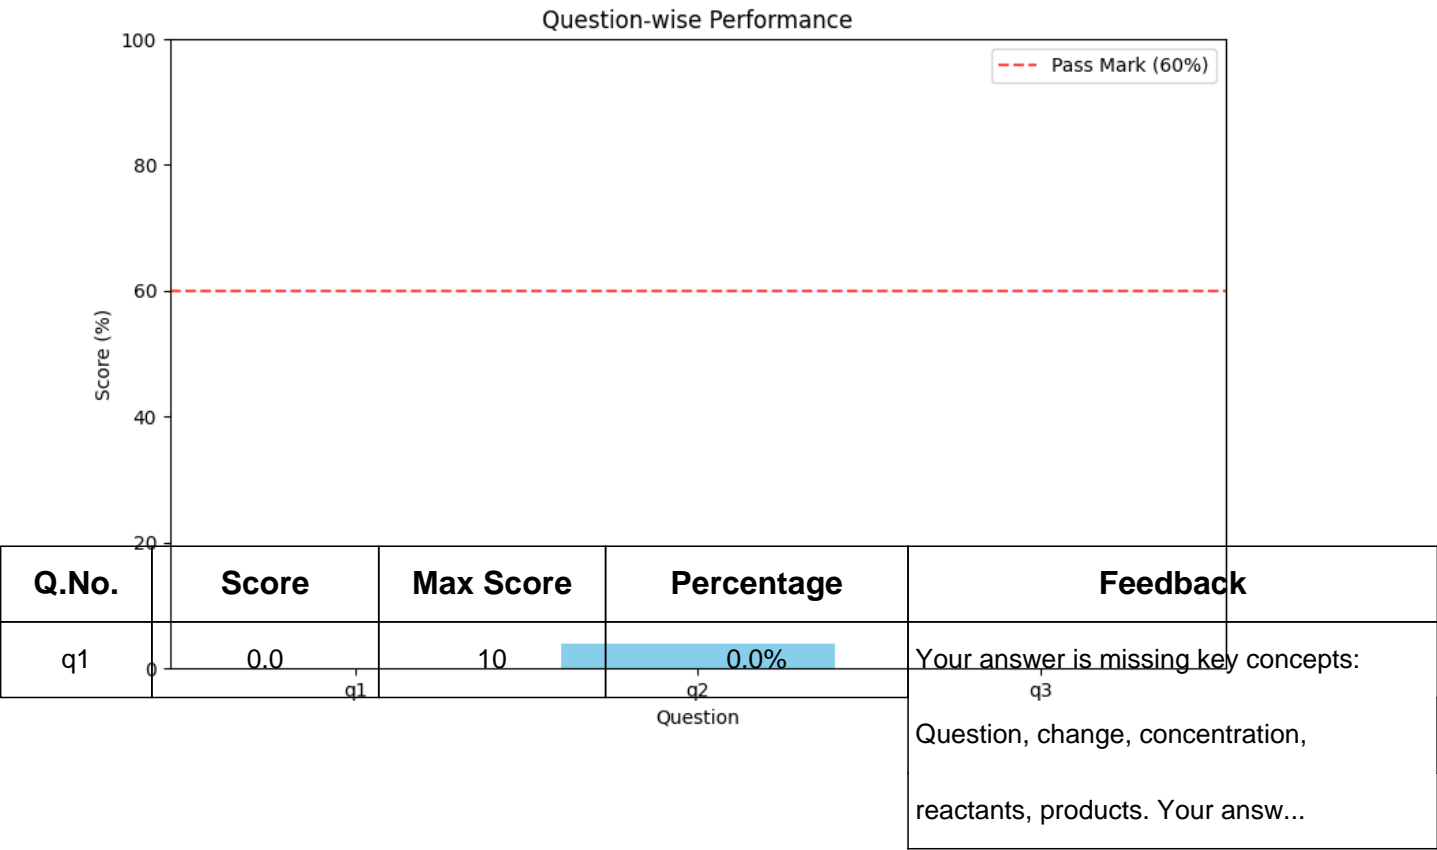 Question-wise Performance
100
Pass Mark (60%)
80
60
Score (%)
40
20
Q.No. Score Max Score Percentage Feedback
q1 0.0 10 0.0% Your answer is missing key concepts:
0
q1 q2 q3
Question
Question, change, concentration,
reactants, products. Your answ...